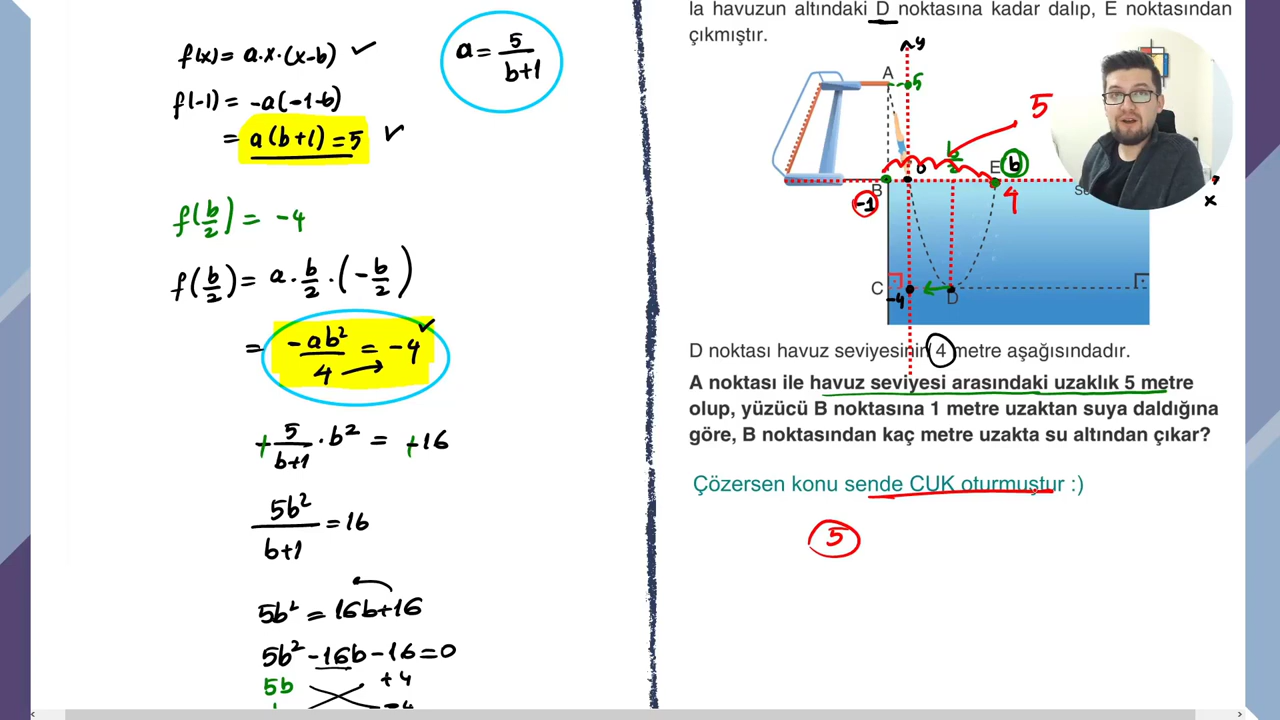 f(x) = a.x.(x-b) ✓
f(-1) = -a(-1-b)
= a(b+1) = 5 ✓
a = 5/b+1
f(b/2) = -4
f(b/2) = a.b/2.(-b/2)
= -ab²/4 = -4 ✓
+5/b+1 . b² = +16
5b²/b+1 = 16
5b² = 16b+16
5b² -16b -16 = 0
5b +4
la havuzun altındaki D noktasına kadar dalıp, E noktasından
çıkmıştır.
y
A 5
5
b/2
E b
B
-1
4
x
C
-4
D
D noktası havuz seviyesinin 4 metre aşağısındadır.
A noktası ile havuz seviyesi arasındaki uzaklık 5 metre
olup, yüzücü B noktasına 1 metre uzaktan suya daldığına
göre, B noktasından kaç metre uzakta su altından çıkar?
Çözersen konu sende CUK oturmuştur :)
5